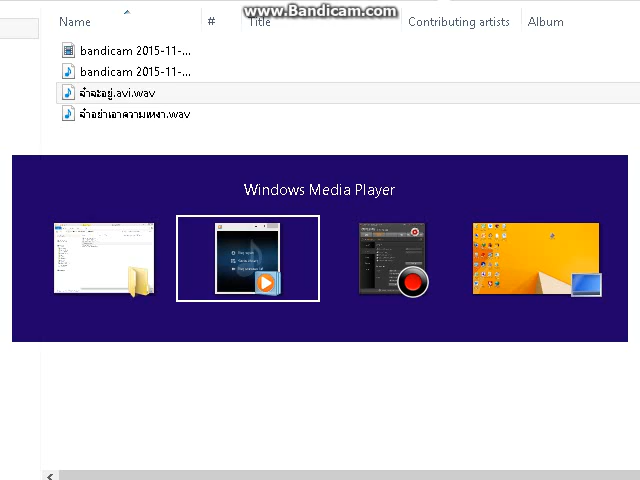 www.Bandicam.com
Name # Title Contributing artists Album
bandicam 2015-11-...
bandicam 2015-11-...
จำจะอยู่.avi.wav
จำอย่าเอาความเหงา.wav
Windows Media Player